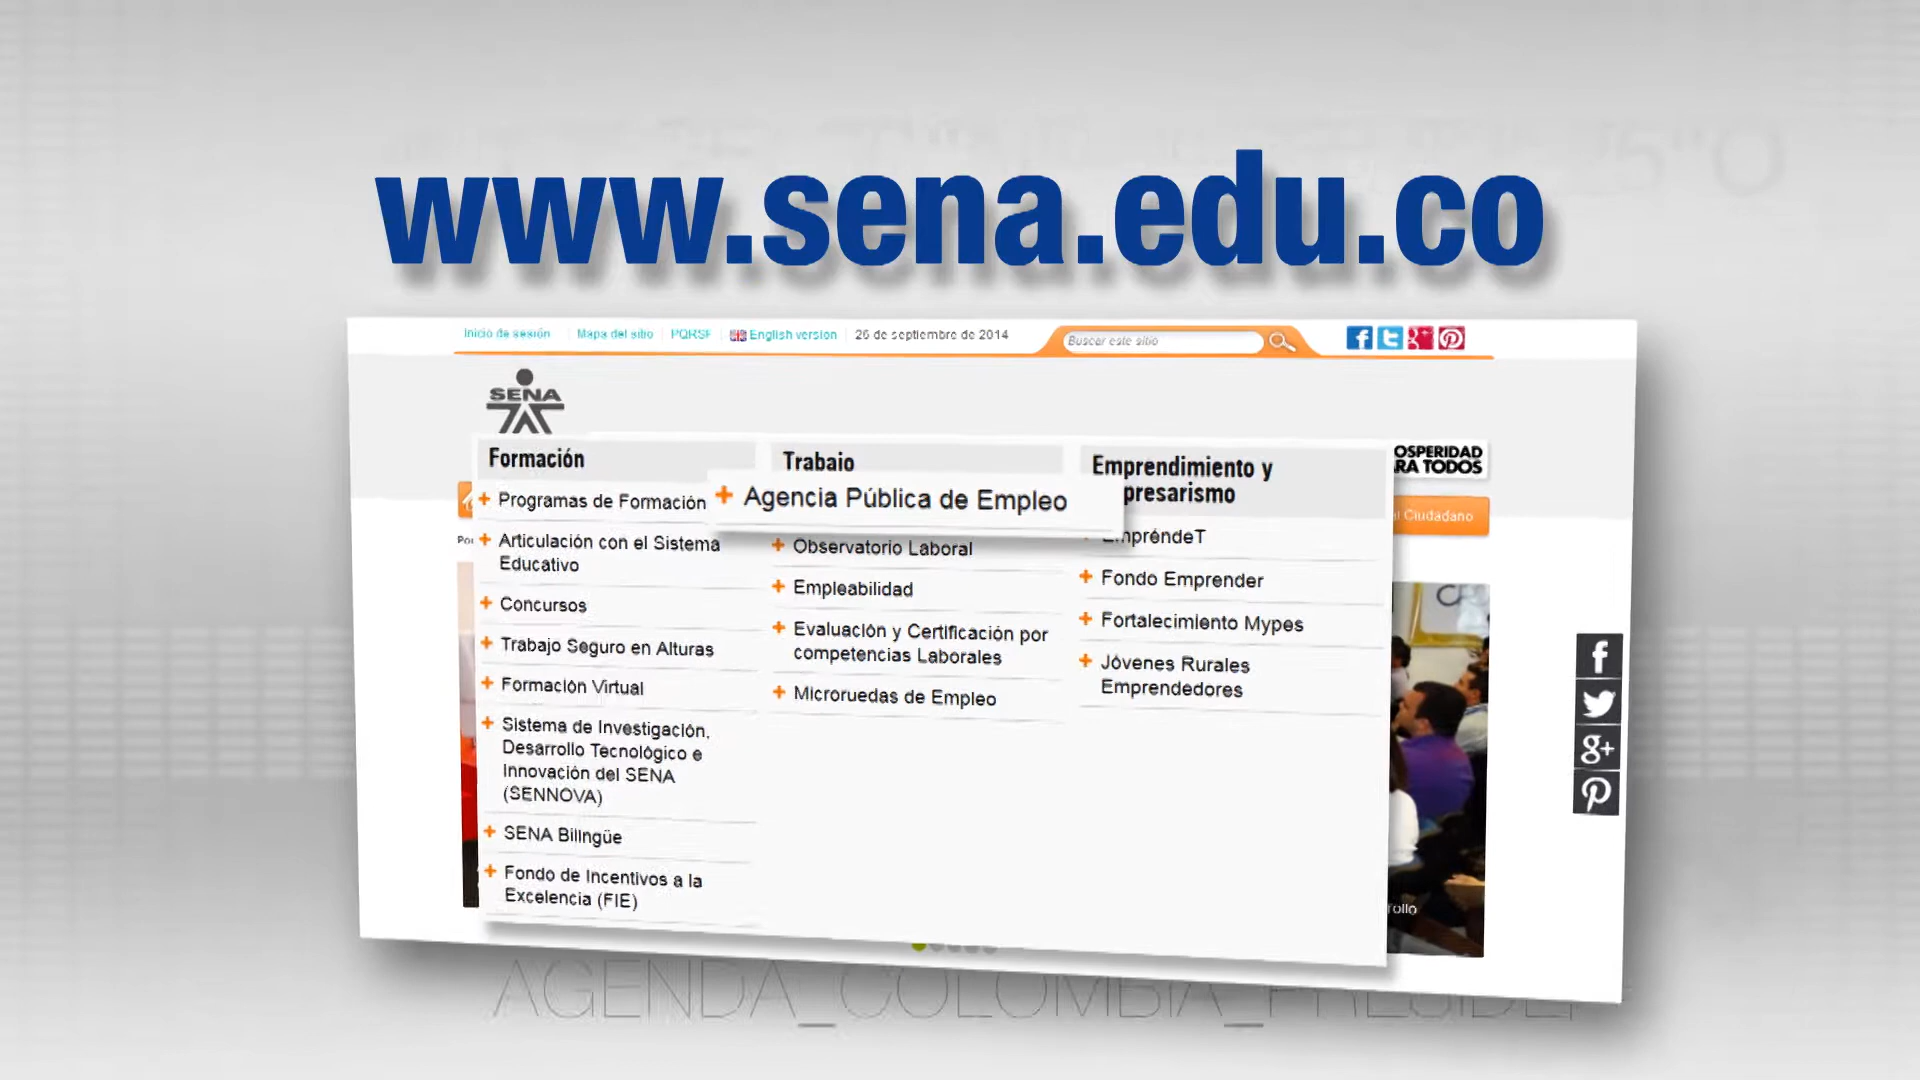 www.sena.edu.co
Inicio de sesión
Mapa del sitio
PQRSF
English version
26 de septiembre de 2014
Buscar este sitio
SENA
OSPERIDAD
RA TODOS
Formación
Programas de Formación
Articulación con el Sistema
Educativo
Concursos
Trabajo Seguro en Alturas
Formación Virtual
Sistema de Investigación,
Desarrollo Tecnológico e
Innovación del SENA
(SENNOVA)
SENA Bilingüe
Fondo de Incentivos a la
Excelencia (FIE)
Trabajo
Agencia Pública de Empleo
Observatorio Laboral
Empleabilidad
Evaluación y Certificación por
competencias Laborales
Microruedas de Empleo
Emprendimiento y
presarismo
EmpréndeT
Fondo Emprender
Fortalecimiento Mypes
Jóvenes Rurales
Emprendedores
al Ciudadano
AGENDA_COLOMBIA_PRESIDE